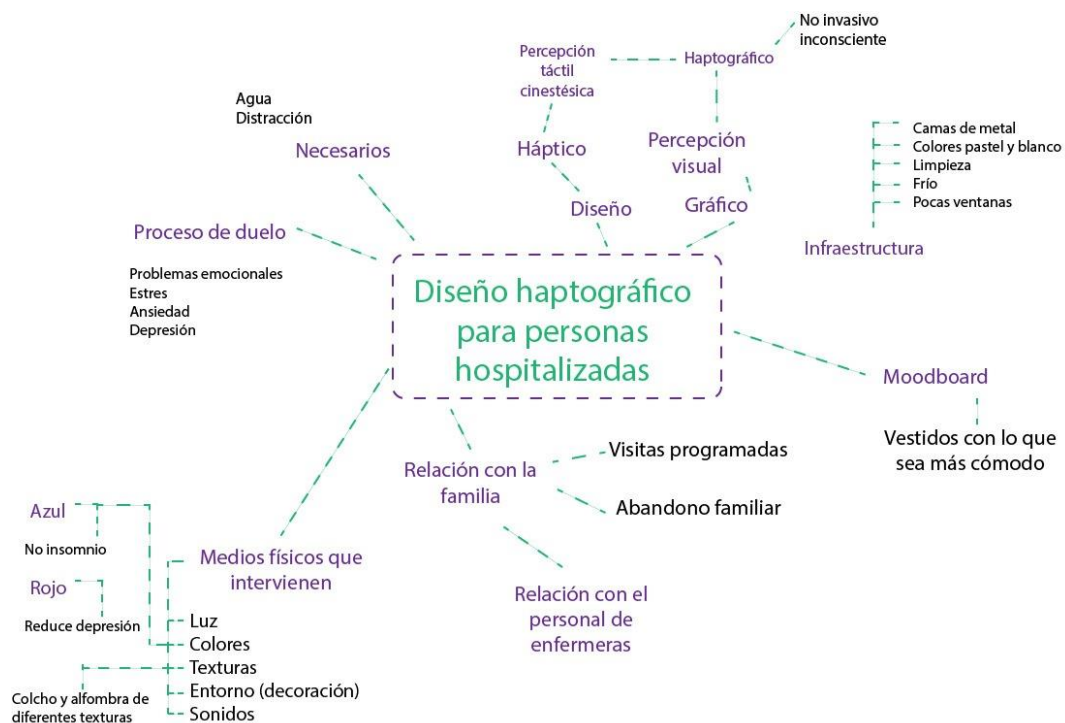 No invasivo
inconsciente
Percepción
táctil
cinestésica
Haptográfico
Agua
Distracción
Necesarios
Háptico
Percepción
visual
Camas de metal
Colores pastel y blanco
Limpieza
Frío
Pocas ventanas
Diseño
Gráfico
Proceso de duelo
Infraestructura
Problemas emocionales
Estres
Ansiedad
Depresión
Diseño haptográfico
para personas
hospitalizadas
Moodboard
Vestidos con lo que
sea más cómodo
Relación con la
familia
Visitas programadas
Abandono familiar
Azul
No insomnio
Rojo
Reduce depresión
Medios físicos que
intervienen
Relación con el
personal de
enfermeras
Luz
Colores
Texturas
Entorno (decoración)
Sonidos
Colcho y alfombra de
diferentes texturas